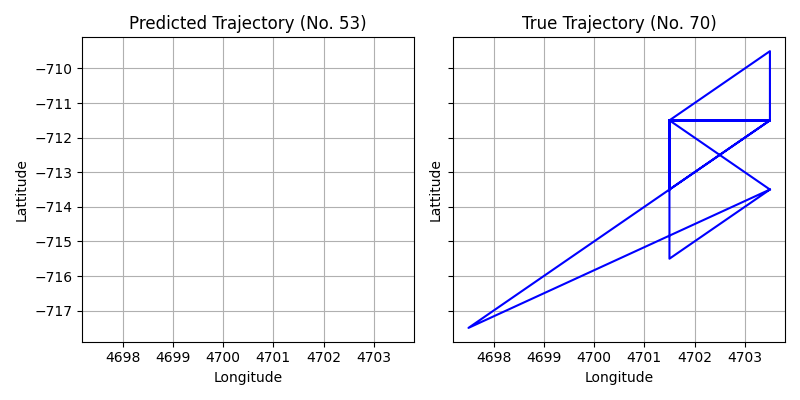 Predicted Trajectory (No. 53)
True Trajectory (No. 70)
−710
−711
−712
−713
−714
−715
−716
−717
Lattitude
Lattitude
4698 4699 4700 4701 4702 4703
4698 4699 4700 4701 4702 4703
Longitude
Longitude